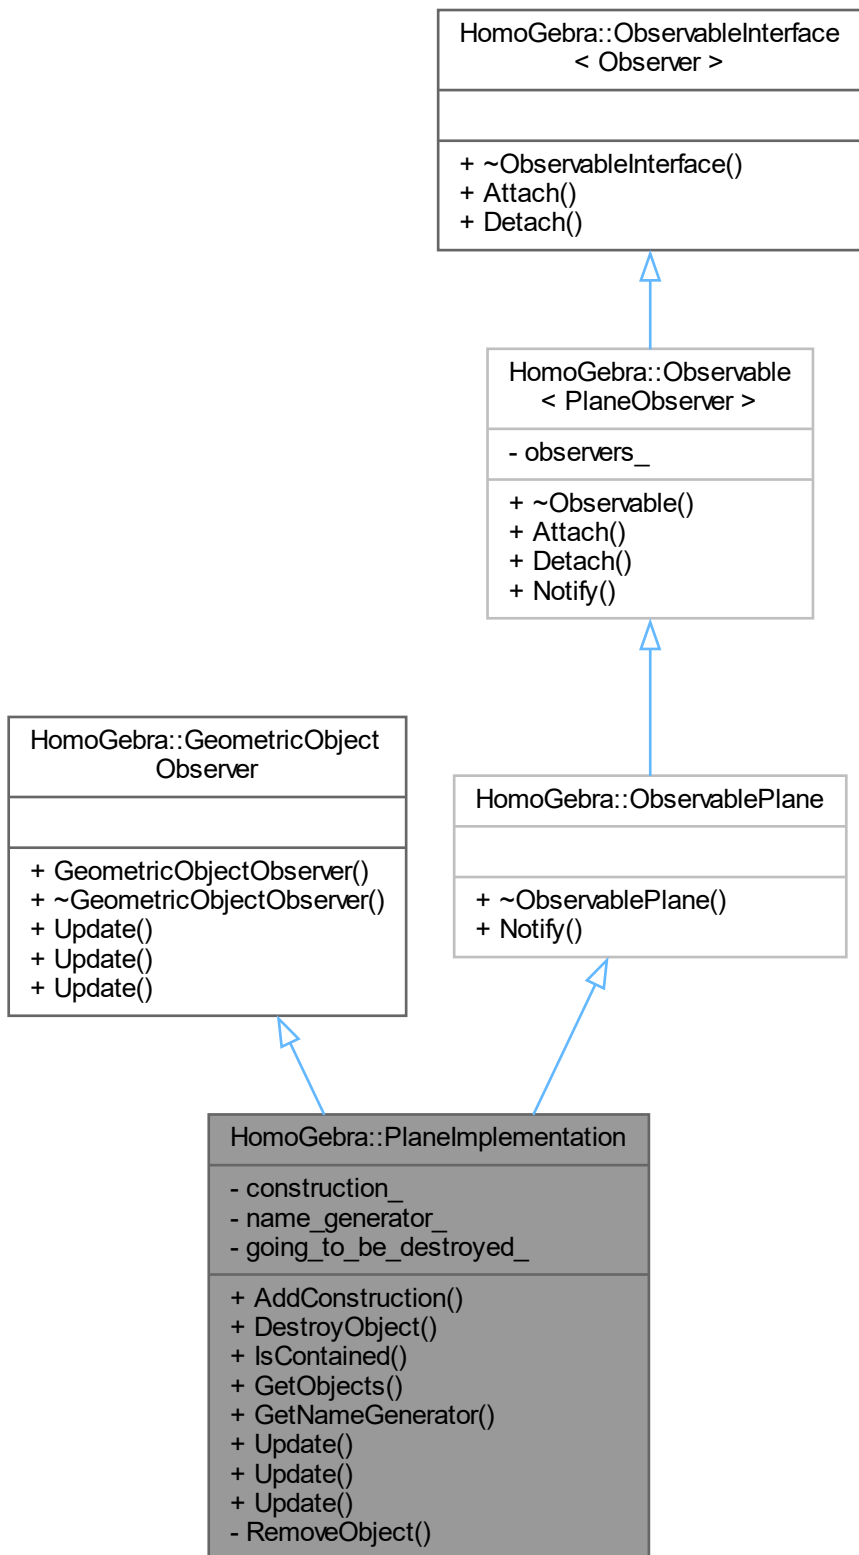 HomoGebra::ObservableInterface
< Observer >
+ ~ObservableInterface()
+ Attach()
+ Detach()
HomoGebra::Observable
< PlaneObserver >
- observers_
+ ~Observable()
+ Attach()
+ Detach()
+ Notify()
HomoGebra::GeometricObject
Observer
+ GeometricObjectObserver()
+ ~GeometricObjectObserver()
+ Update()
+ Update()
+ Update()
HomoGebra::ObservablePlane
+ ~ObservablePlane()
+ Notify()
HomoGebra::PlaneImplementation
- construction_
- name_generator_
- going_to_be_destroyed_
+ AddConstruction()
+ DestroyObject()
+ IsContained()
+ GetObjects()
+ GetNameGenerator()
+ Update()
+ Update()
+ Update()
- RemoveObject()